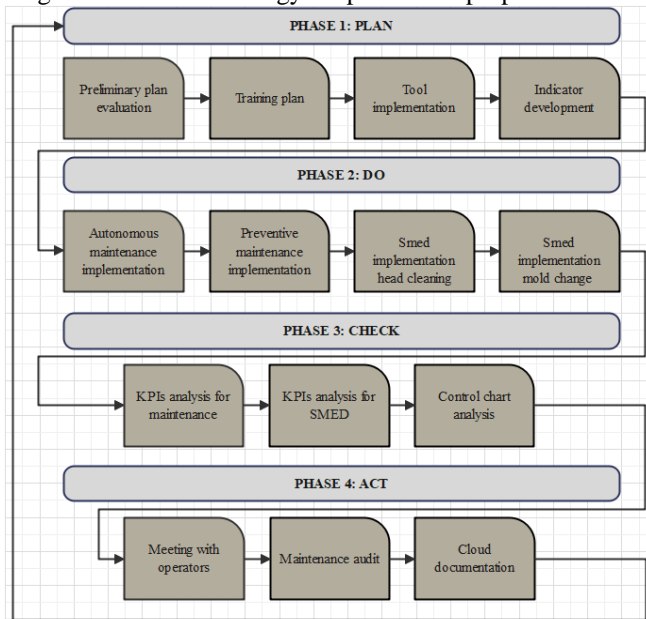 PHASE 1: PLAN
Preliminary plan
evaluation
Training plan
Tool
implementation
Indicator
development
PHASE 2: DO
Autonomous
maintenance
implementation
Preventive
maintenance
implementation
Smed
implementation
head cleaning
Smed
implementation
mold change
PHASE 3: CHECK
KPIs analysis for
maintenance
KPIs analysis for
SMED
Control chart
analysis
PHASE 4: ACT
Meeting with
operators
Maintenance audit
Cloud
documentation